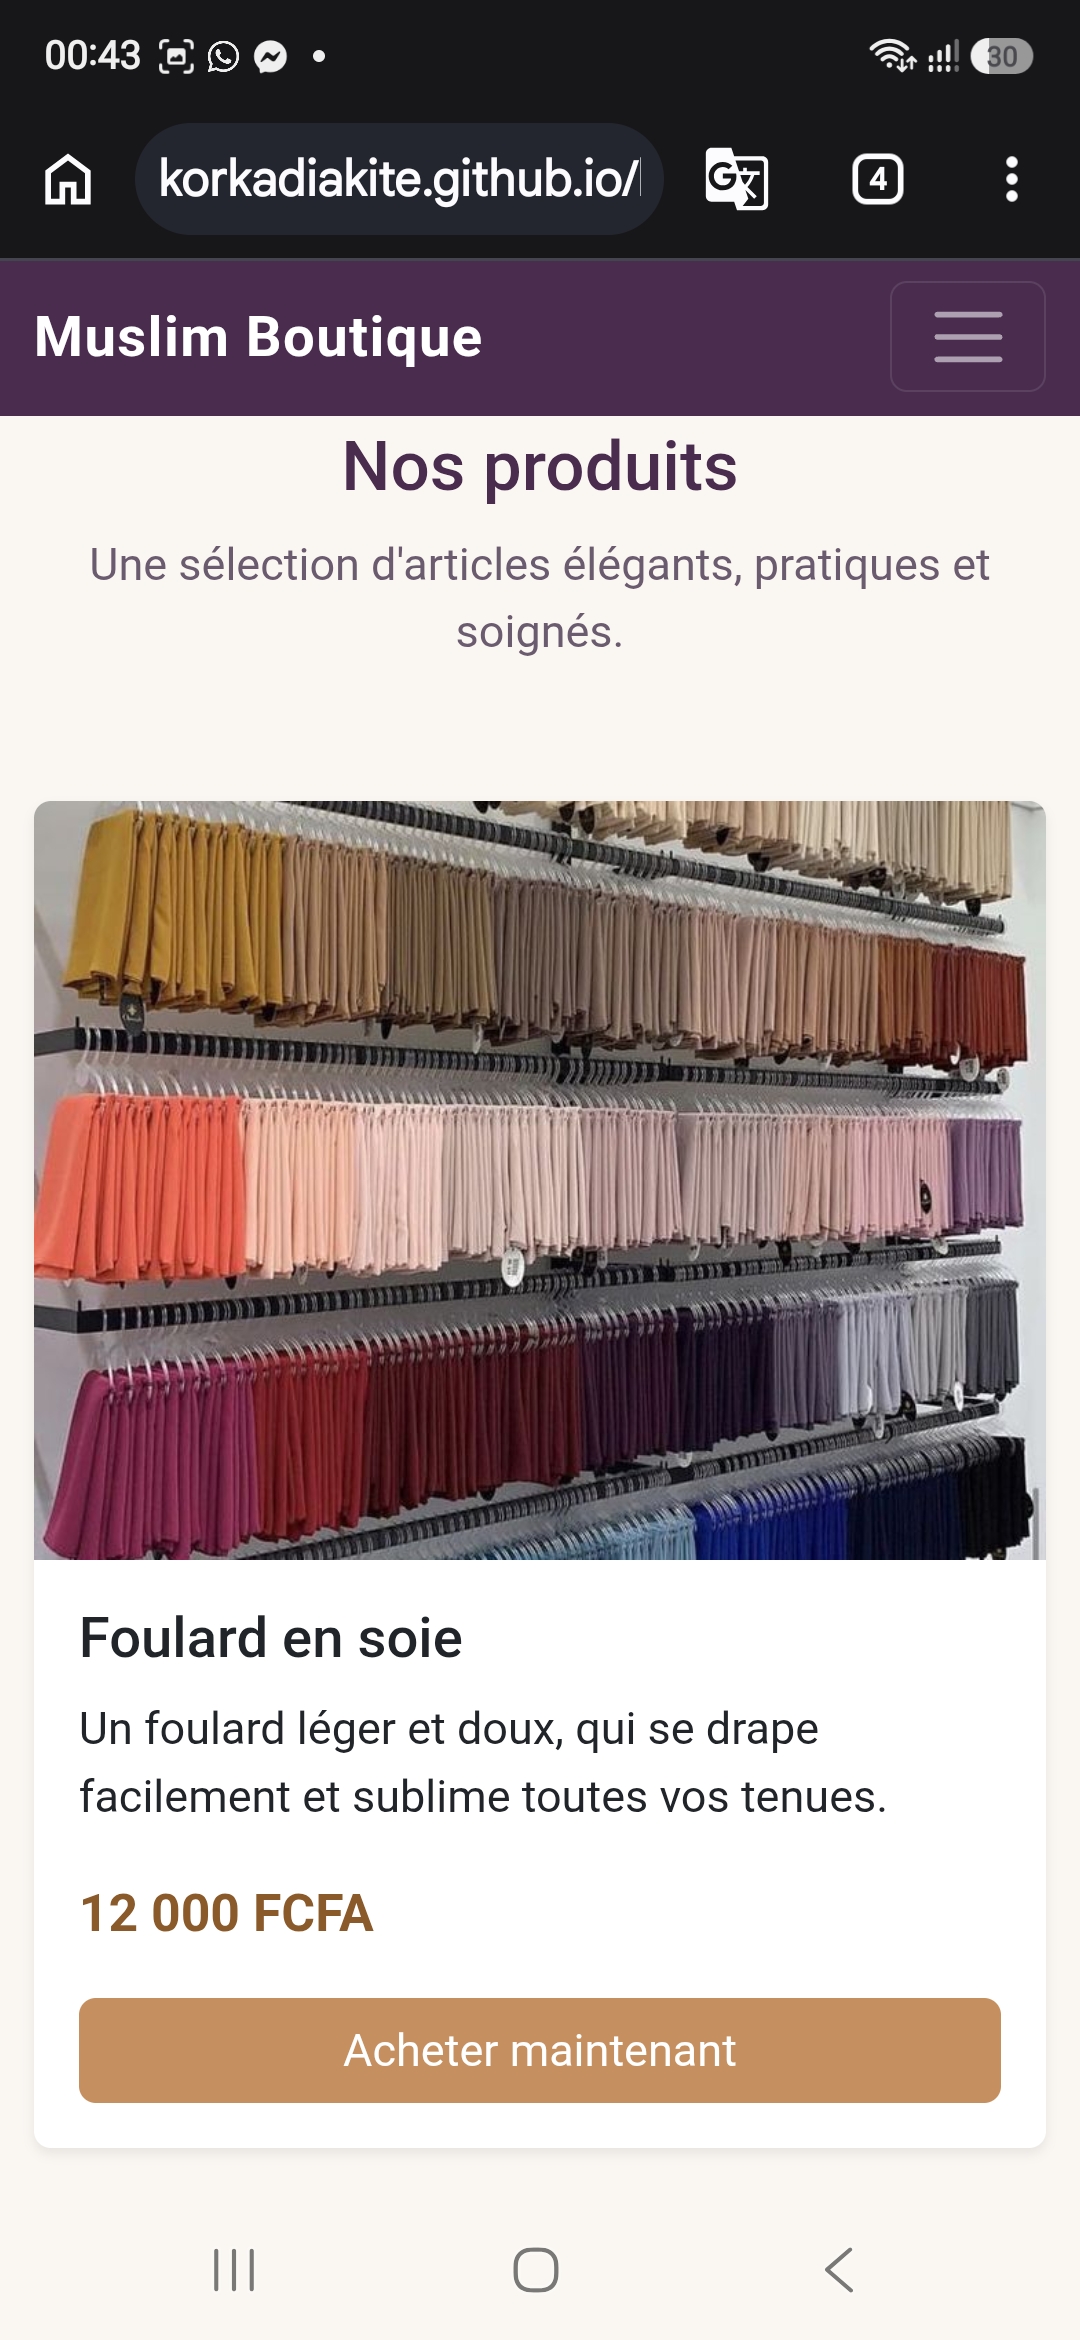 00:43
30
korkadiakite.github.io/
4
Muslim Boutique
Nos produits
Une sélection d'articles élégants, pratiques et
soignés.
Foulard en soie
Un foulard léger et doux, qui se drape
facilement et sublime toutes vos tenues.
12 000 FCFA
Acheter maintenant